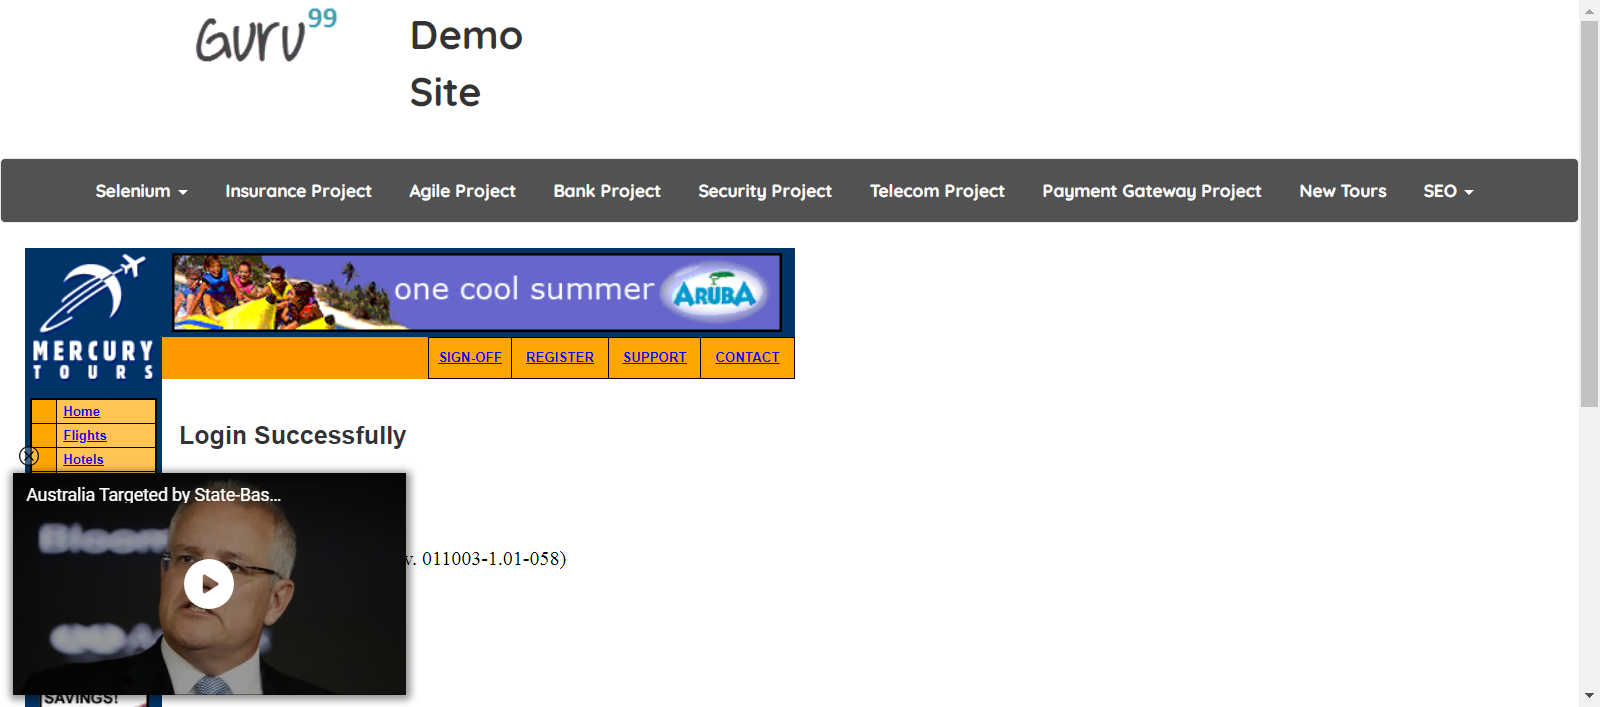 Guru99
Demo
Site
Selenium Insurance Project Agile Project Bank Project Security Project Telecom Project Payment Gateway Project New Tours SEO
one cool summer ARUBA
MERCURY
TOURS
SIGN-OFF REGISTER SUPPORT CONTACT
Home
Flights
Hotels
Login Successfully
Australia Targeted by State-Bas...
v. 011003-1.01-058)
SAVINGS!